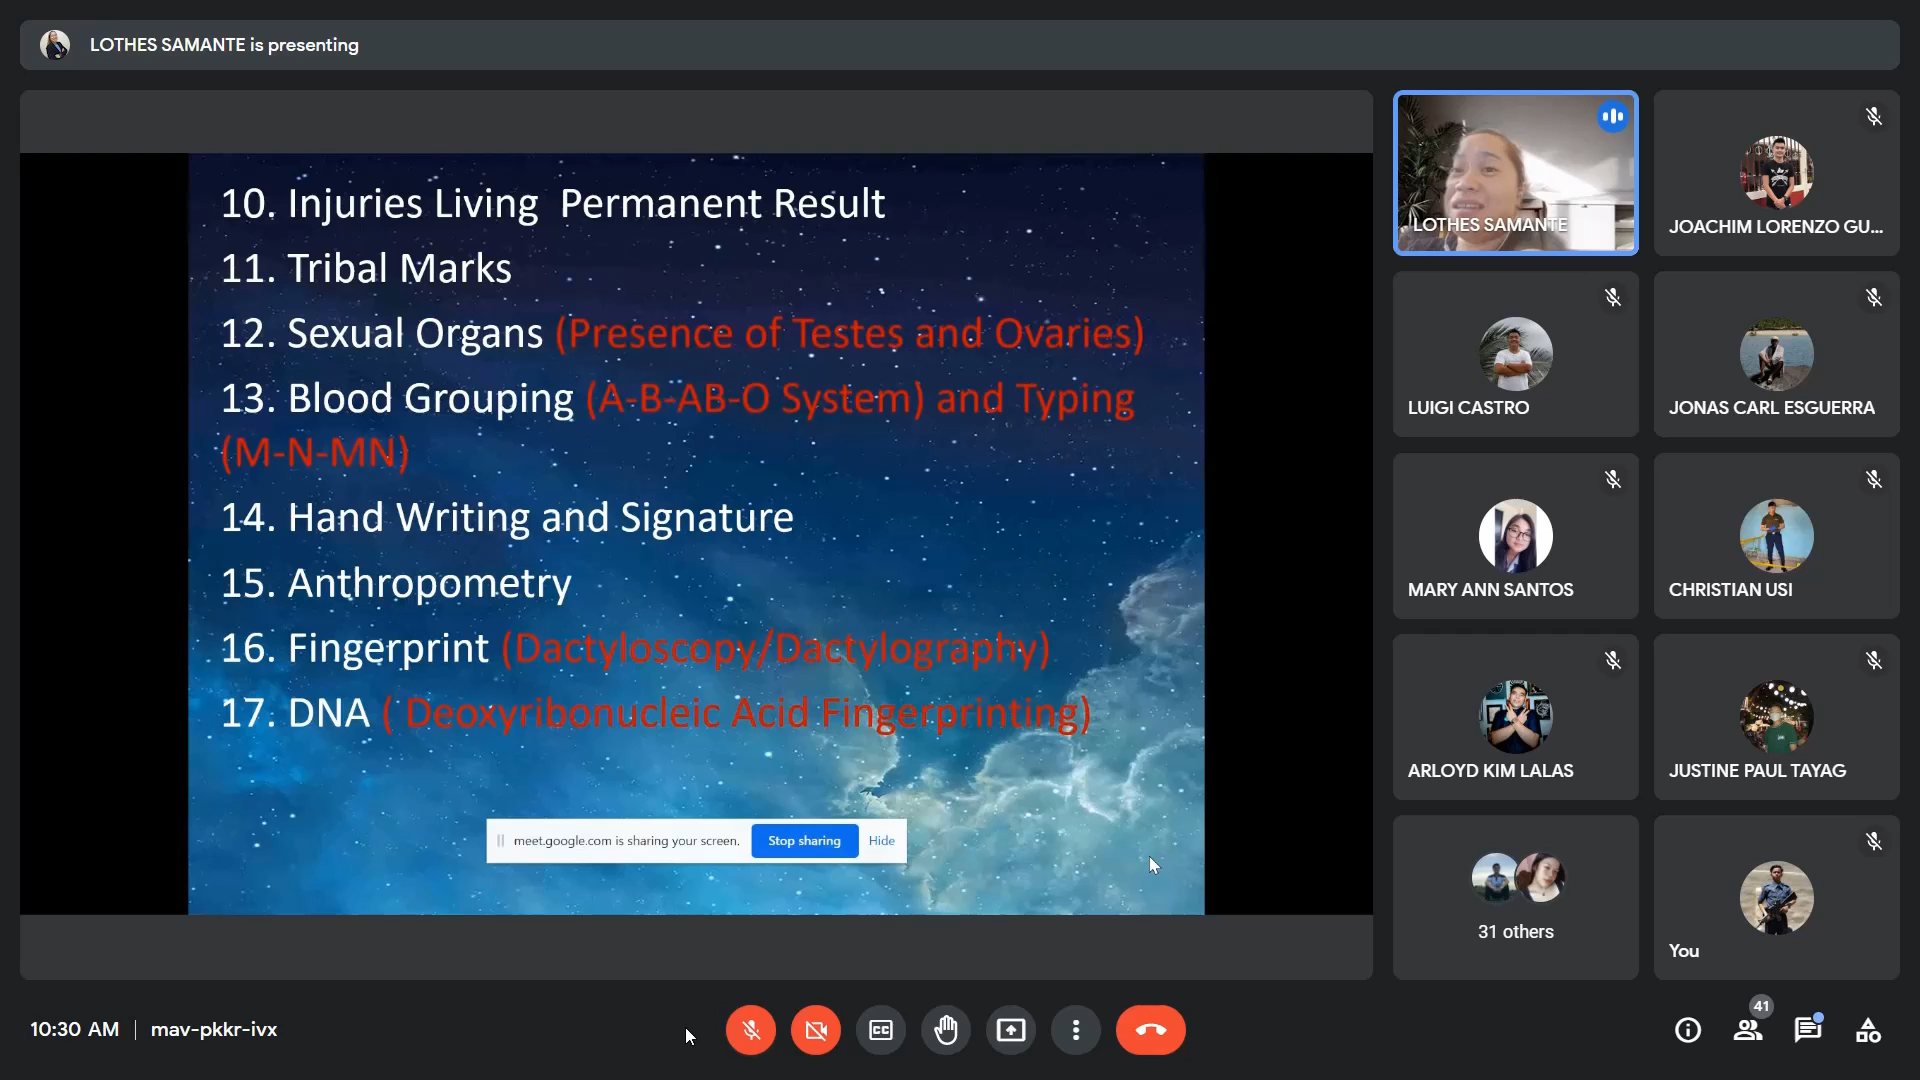 LOTHES SAMANTE is presenting
10. Injuries Living  Permanent Result
11. Tribal Marks
12. Sexual Organs (Presence of Testes and Ovaries)
13. Blood Grouping (A-B-AB-O System) and Typing
(M-N-MN)
14. Hand Writing and Signature
15. Anthropometry
16. Fingerprint (Dactyloscopy/Dactylography)
17. DNA ( Deoxyribonucleic Acid Fingerprinting)
meet.google.com is sharing your screen. Stop sharing Hide
LOTHES SAMANTE
JOACHIM LORENZO GU...
LUIGI CASTRO
JONAS CARL ESGUERRA
MARY ANN SANTOS
CHRISTIAN USI
ARLOYD KIM LALAS
JUSTINE PAUL TAYAG
31 others
You
10:30 AM | mav-pkkr-ivx
CC
41